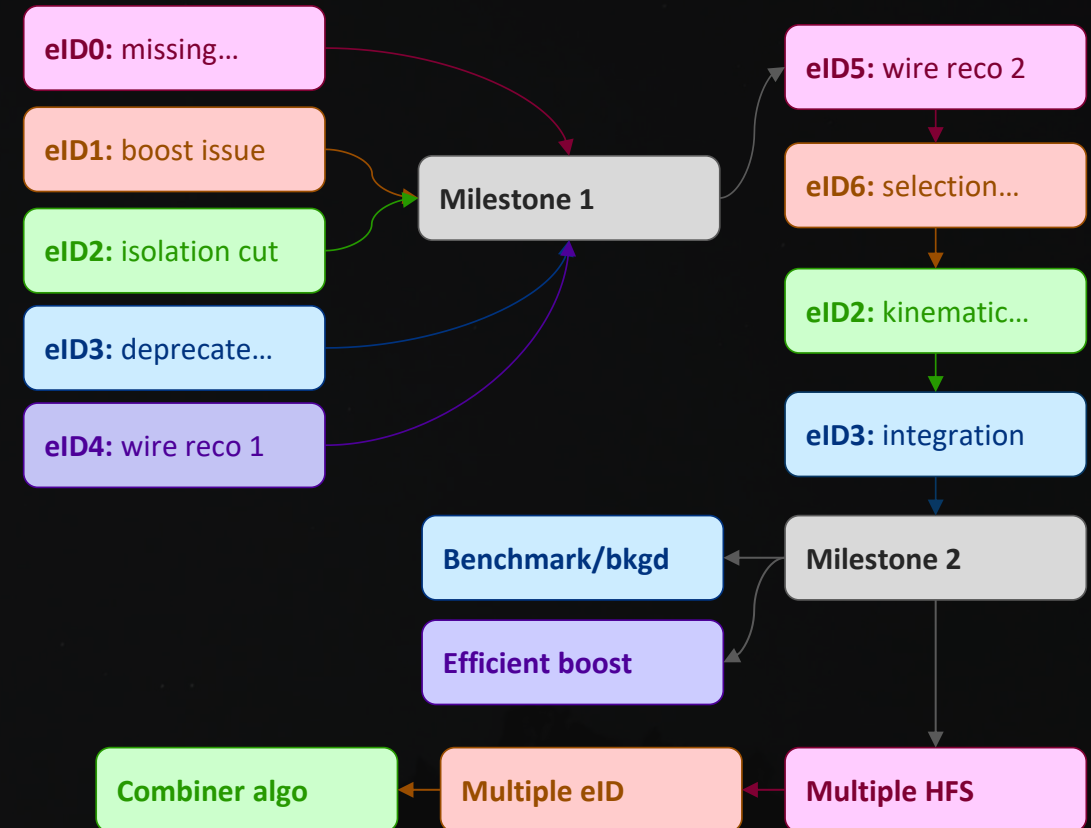 eID0: missing…
eID1: boost issue
eID2: isolation cut
eID3: deprecate…
eID4: wire reco 1
Milestone 1
eID5: wire reco 2
eID6: selection…
eID2: kinematic…
eID3: integration
Milestone 2
Benchmark/bkgd
Efficient boost
Multiple HFS
Multiple eID
Combiner algo